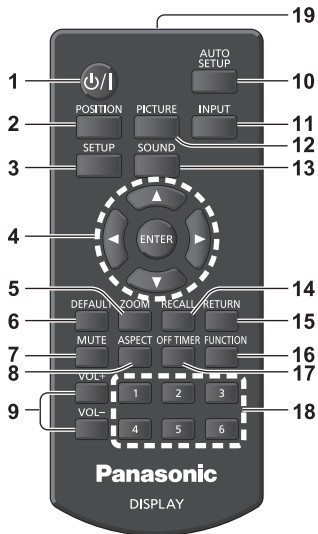 19
AUTO
SETUP
1
10
POSITION PICTURE INPUT
2
11
12
SETUP SOUND
3
13
4
ENTER
5
14
DEFAULT ZOOM RECALL RETURN
6
15
MUTE ASPECT OFF TIMER FUNCTION
7
16
8
17
VOL+
9
1 2 3
18
VOL−
4 5 6
Panasonic
DISPLAY